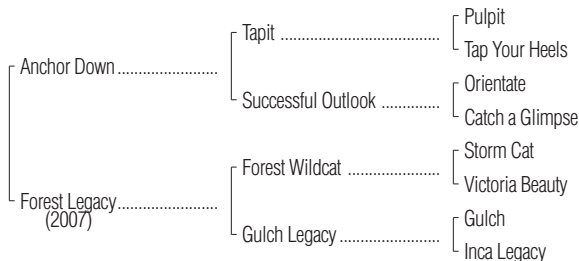 Pulpit
Tapit ..............................................
Tap Your Heels
Anchor Down ............................
Orientate
Successful Outlook .................
Catch a Glimpse
Storm Cat
Forest Wildcat ..........................
Victoria Beauty
Forest Legacy ............................
(2007)
Gulch
Gulch Legacy .............................
Inca Legacy